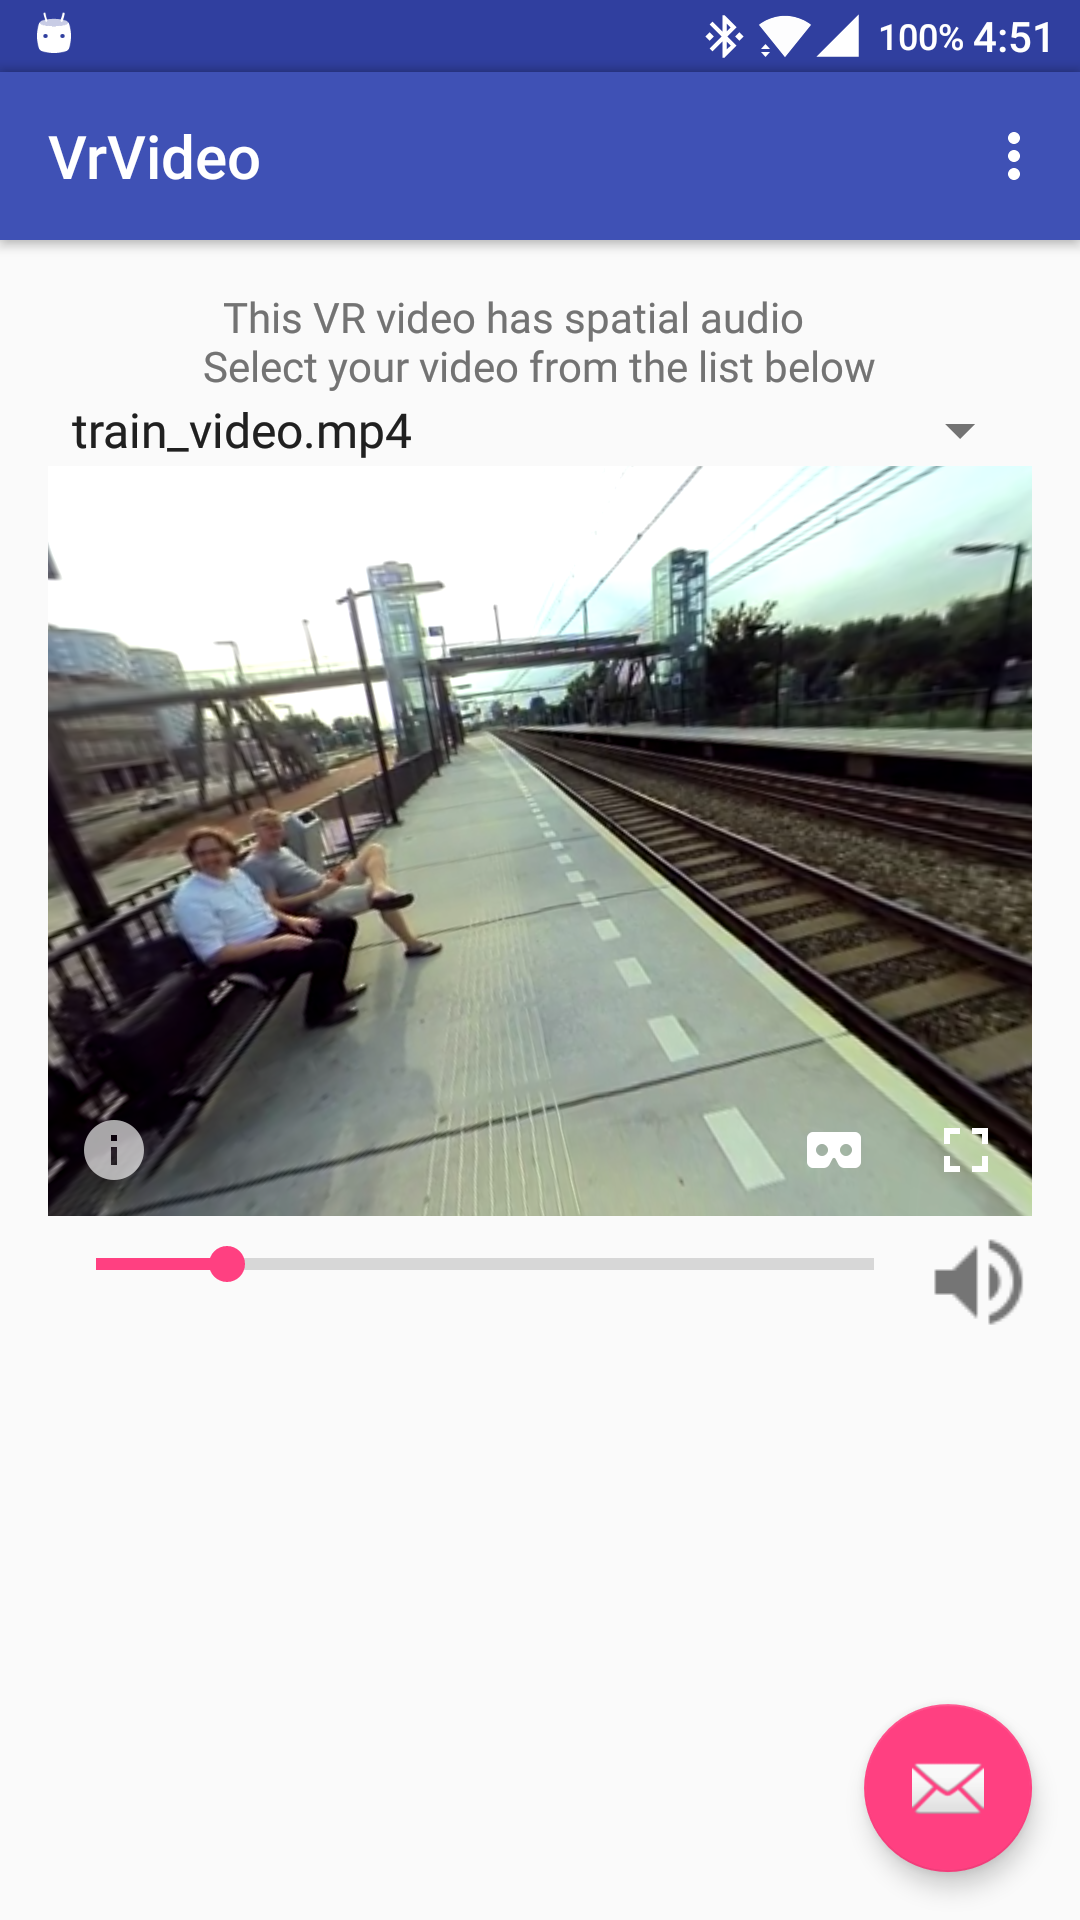 100% 4:51
VrVideo
This VR video has spatial audio
Select your video from the list below
train_video.mp4